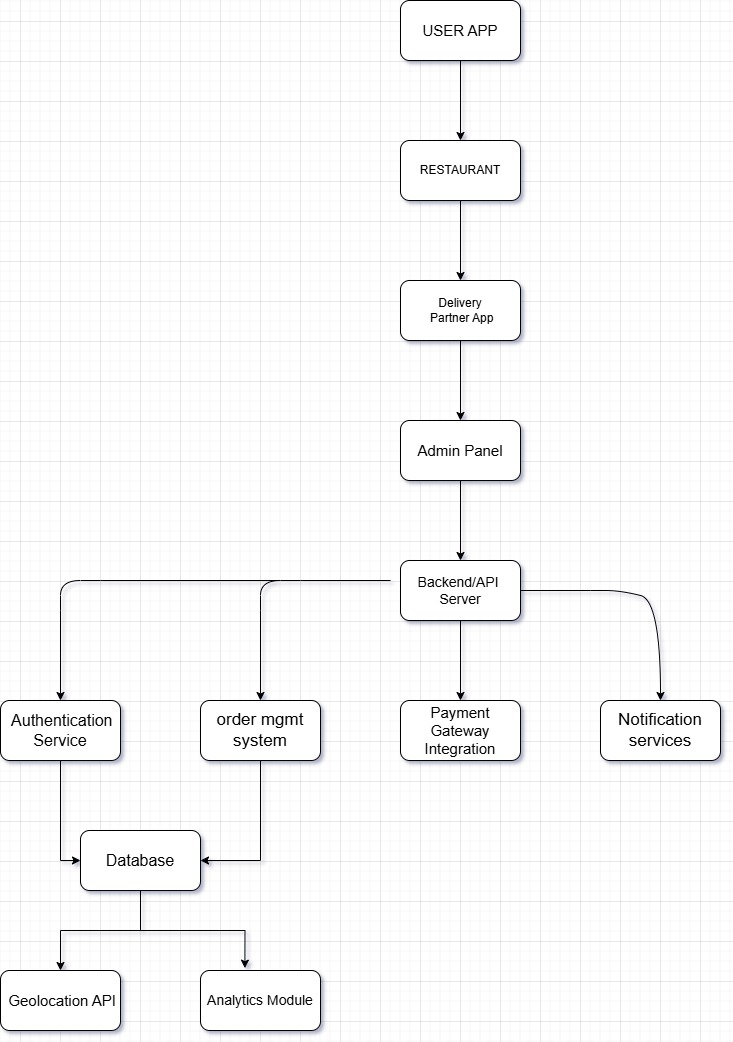 USER APP
RESTAURANT
Delivery
Partner App
Admin Panel
Backend/API
Server
Authentication
Service
order mgmt
system
Payment
Gateway
Integration
Notification
services
Database
Geolocation API
Analytics Module